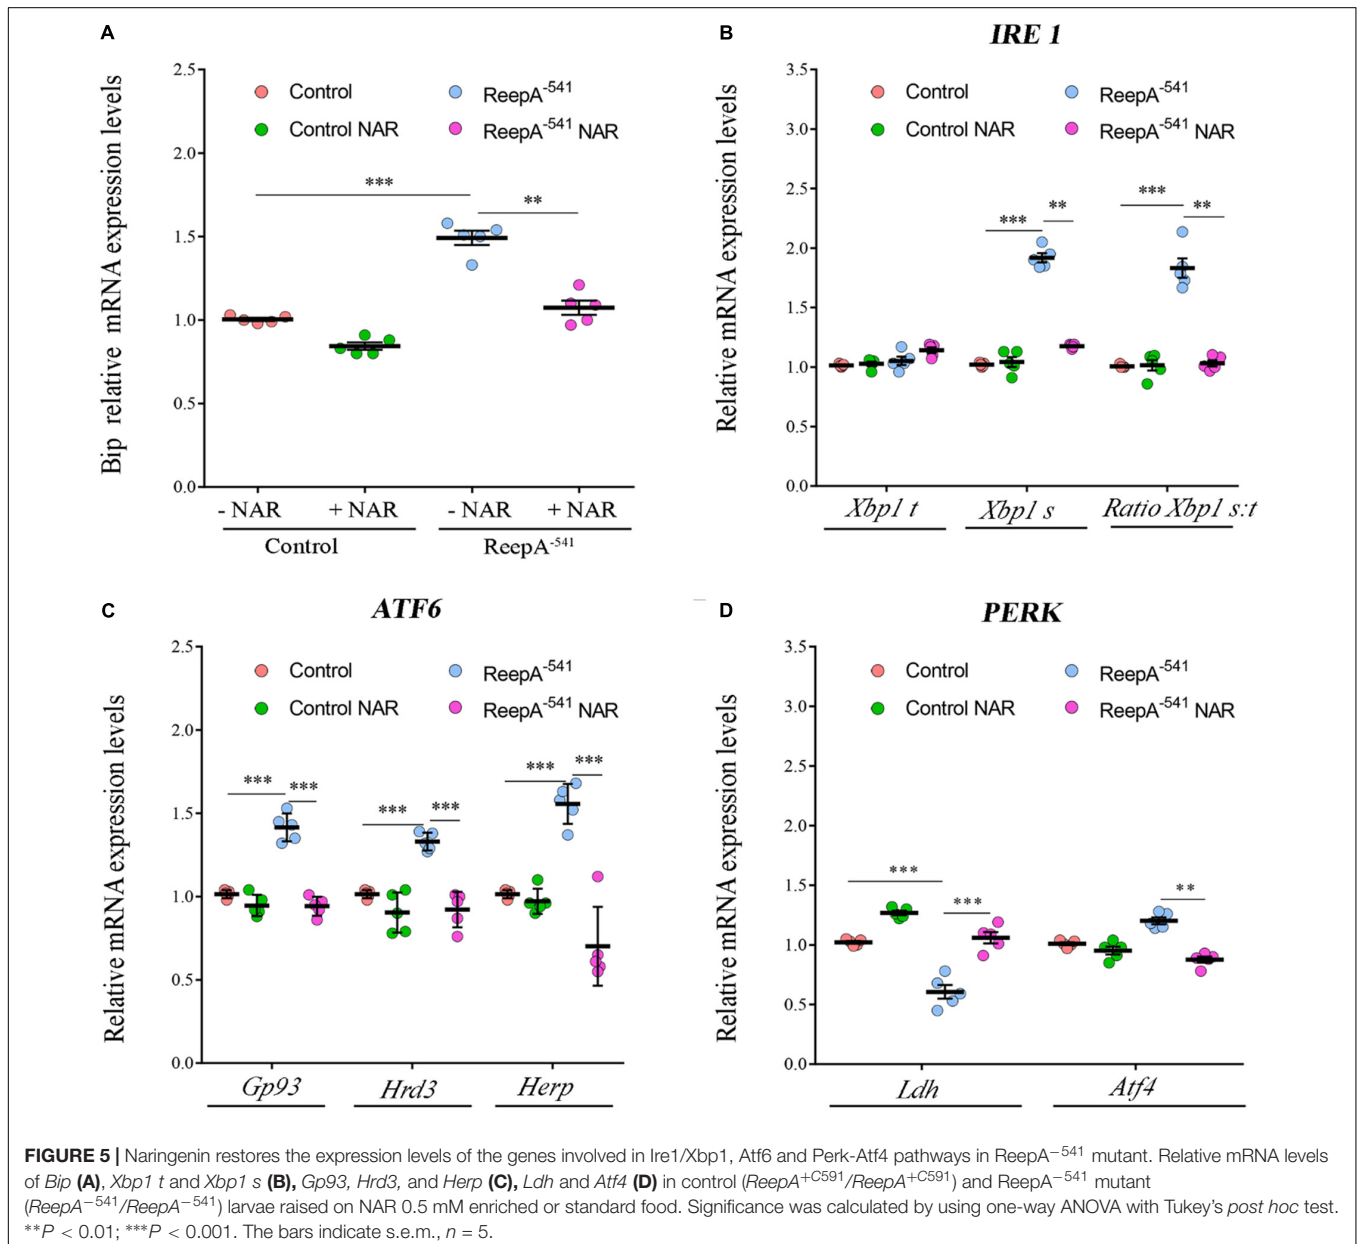 A
Bip relative mRNA expression levels
2.5
2.0
1.5
1.0
0.5
0.0
Control
Control NAR
ReepA-541
ReepA-541 NAR
***
**
- NAR
+ NAR
- NAR
+ NAR
Control
ReepA-541
B
IRE 1
Relative mRNA expression levels
3.5
3.0
2.5
2.0
1.5
1.0
0.5
0.0
Control
Control NAR
ReepA-541
ReepA-541 NAR
***
**
***
**
Xbp1 t
Xbp1 s
Ratio Xbp1 s:t
C
ATF6
Relative mRNA expression levels
2.5
2.0
1.5
1.0
0.5
0.0
Control
Control NAR
ReepA-541
ReepA-541 NAR
***
***
***
***
***
***
Gp93
Hrd3
Herp
D
PERK
Relative mRNA expression levels
3.5
3.0
2.5
2.0
1.5
1.0
0.5
0.0
Control
Control NAR
ReepA-541
ReepA-541 NAR
***
***
**
Ldh
Atf4
FIGURE 5 | Naringenin restores the expression levels of the genes involved in Ire1/Xbp1, Atf6 and Perk-Atf4 pathways in ReepA−541 mutant. Relative mRNA levels
of Bip (A), Xbp1 t and Xbp1 s (B), Gp93, Hrd3, and Herp (C), Ldh and Atf4 (D) in control (ReepA+C591/ReepA+C591) and ReepA−541 mutant
(ReepA−541/ReepA−541) larvae raised on NAR 0.5 mM enriched or standard food. Significance was calculated by using one-way ANOVA with Tukey's post hoc test.
**P < 0.01; ***P < 0.001. The bars indicate s.e.m., n = 5.